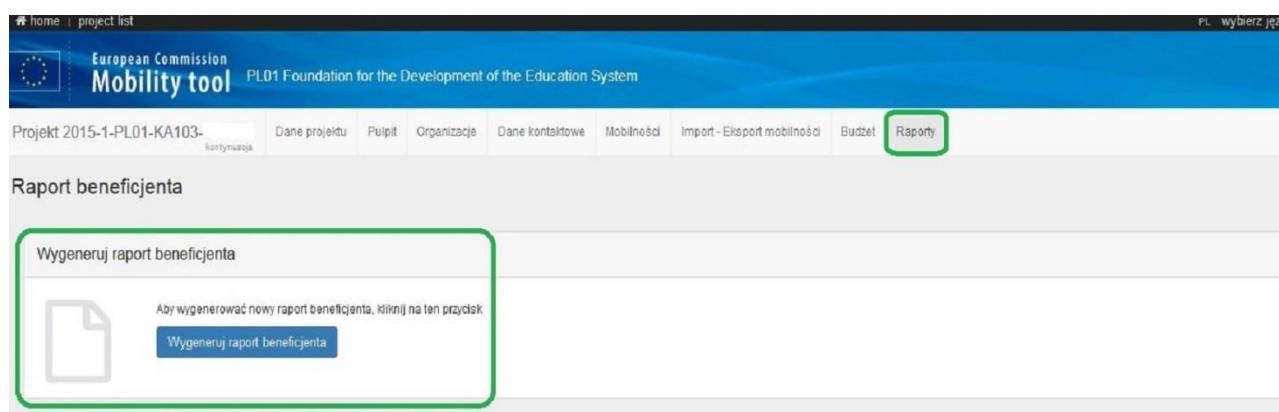 home | project list PL wybierz jęz
European Commission
Mobility tool PL01 Foundation for the Development of the Education System
Projekt 2015-1-PL01-KA103- Dane projektu Pulpit Organizacje Dane kontaktowe Mobilności Import - Eksport mobilności Budżet Raporty
kontynuacja
Raport beneficjenta
Wygeneruj raport beneficjenta
Aby wygenerować nowy raport beneficjenta, kliknij na ten przycisk
Wygeneruj raport beneficjenta